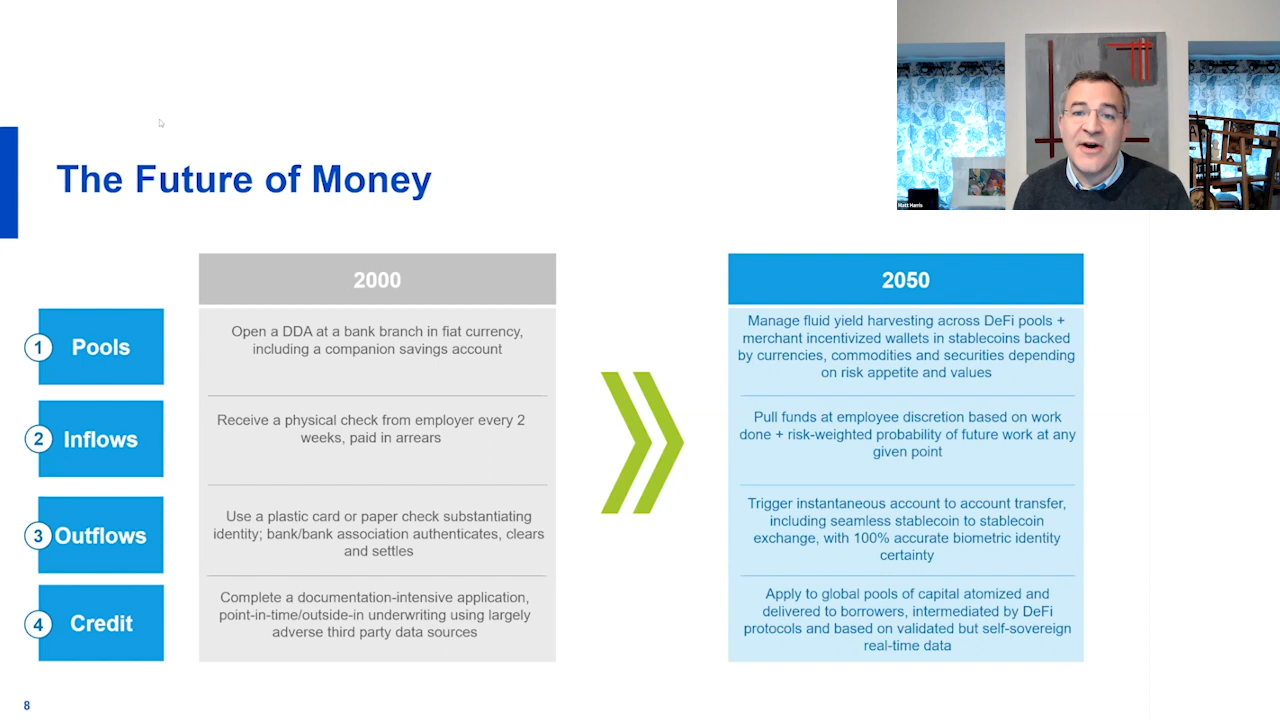 Matt Harris
The Future of Money
2000
2050
1
Pools
Open a DDA at a bank branch in fiat currency,
including a companion savings account
Manage fluid yield harvesting across DeFi pools +
merchant incentivized wallets in stablecoins backed
by currencies, commodities and securities depending
on risk appetite and values
2
Inflows
Receive a physical check from employer every 2
weeks, paid in arrears
Pull funds at employee discretion based on work
done + risk-weighted probability of future work at any
given point
3
Outflows
Use a plastic card or paper check substantiating
identity; bank/bank association authenticates, clears
and settles
Trigger instantaneous account to account transfer,
including seamless stablecoin to stablecoin
exchange, with 100% accurate biometric identity
certainty
4
Credit
Complete a documentation-intensive application,
point-in-time/outside-in underwriting using largely
adverse third party data sources
Apply to global pools of capital atomized and
delivered to borrowers, intermediated by DeFi
protocols and based on validated but self-sovereign
real-time data
8